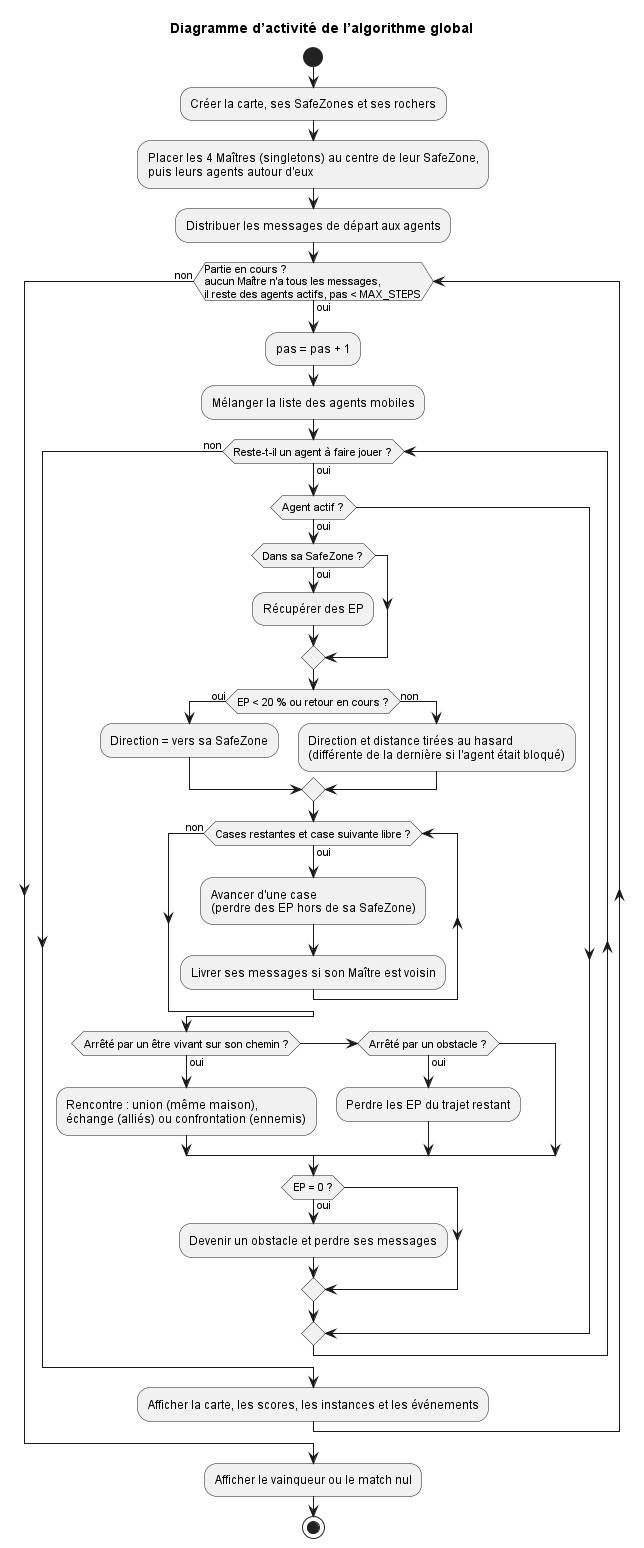 Diagramme d'activité de l'algorithme global
Créer la carte, ses SafeZones et ses rochers
Placer les 4 Maîtres (singletons) au centre de leur SafeZone,
puis leurs agents autour d'eux
Distribuer les messages de départ aux agents
non
Partie en cours ?
aucun Maître n'a tous les messages,
il reste des agents actifs, pas < MAX_STEPS
oui
pas = pas + 1
Mélanger la liste des agents mobiles
non
Reste-t-il un agent à faire jouer ?
oui
Agent actif ?
oui
Dans sa SafeZone ?
oui
Récupérer des EP
oui
EP < 20 % ou retour en cours ?
non
Direction = vers sa SafeZone
Direction et distance tirées au hasard
(différente de la dernière si l'agent était bloqué)
non
Cases restantes et case suivante libre ?
oui
Avancer d'une case
(perdre des EP hors de sa SafeZone)
Livrer ses messages si son Maître est voisin
Arrêté par un être vivant sur son chemin ?
oui
Arrêté par un obstacle ?
oui
Rencontre : union (même maison),
échange (alliés) ou confrontation (ennemis)
Perdre les EP du trajet restant
EP = 0 ?
oui
Devenir un obstacle et perdre ses messages
Afficher la carte, les scores, les instances et les événements
Afficher le vainqueur ou le match nul